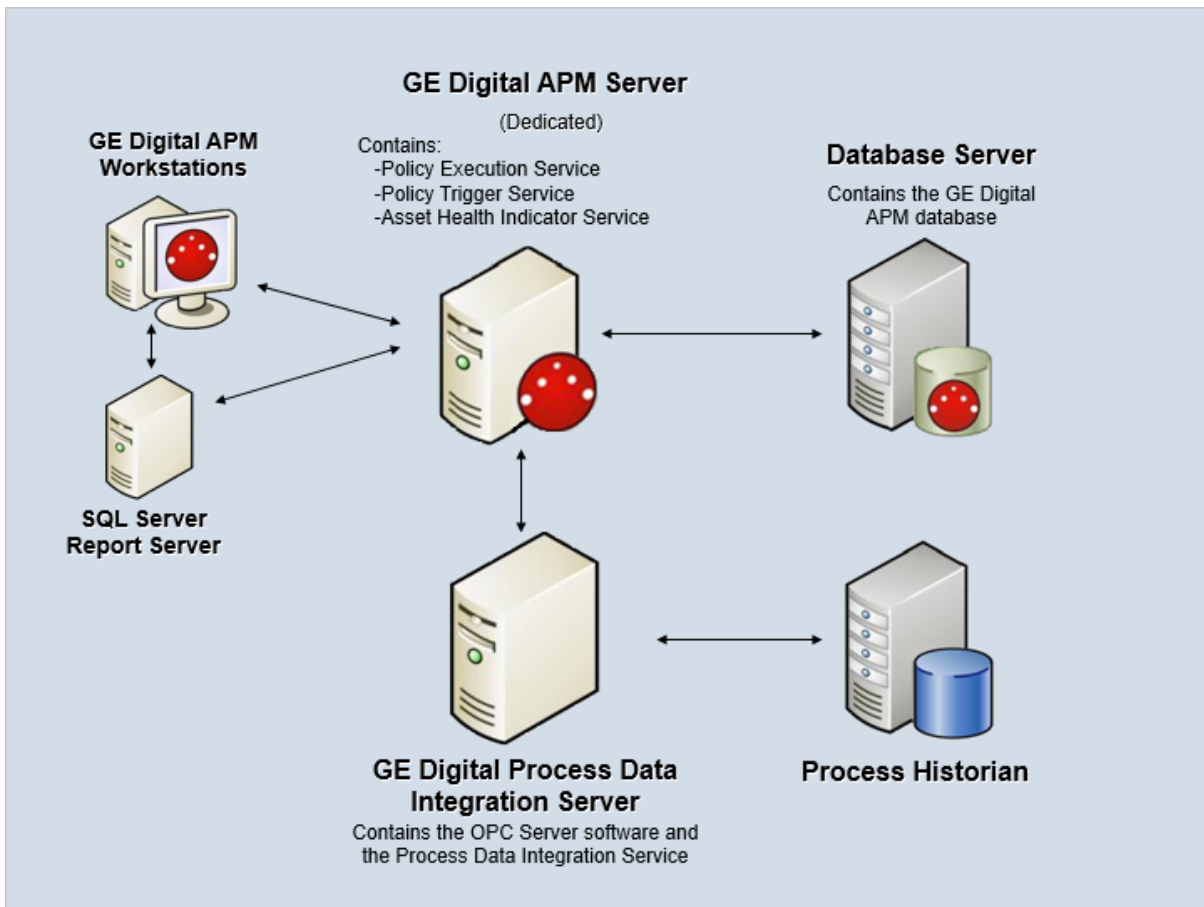 GE Digital APM Server
(Dedicated)
Contains:
-Policy Execution Service
-Policy Trigger Service
-Asset Health Indicator Service
GE Digital APM
Workstations
Database Server
Contains the GE Digital
APM database
SQL Server
Report Server
GE Digital Process Data
Integration Server
Contains the OPC Server software and
the Process Data Integration Service
Process Historian